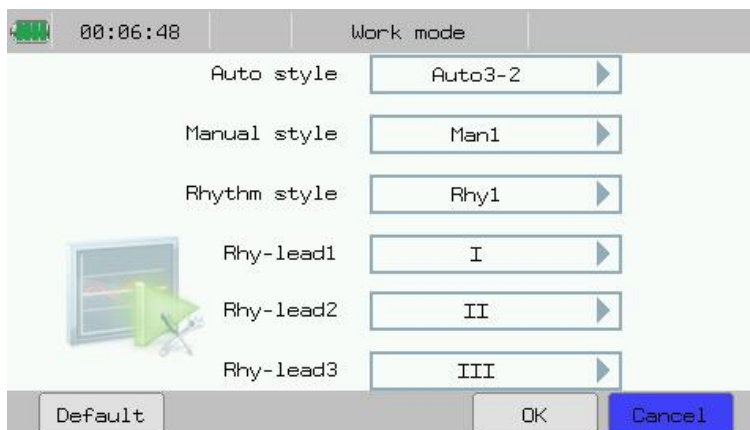 00:06:48 Work mode
Auto style Auto3-2
Manual style Man1
Rhythm style Rhy1
Rhy-lead1 I
Rhy-lead2 II
Rhy-lead3 III
Default OK Cancel